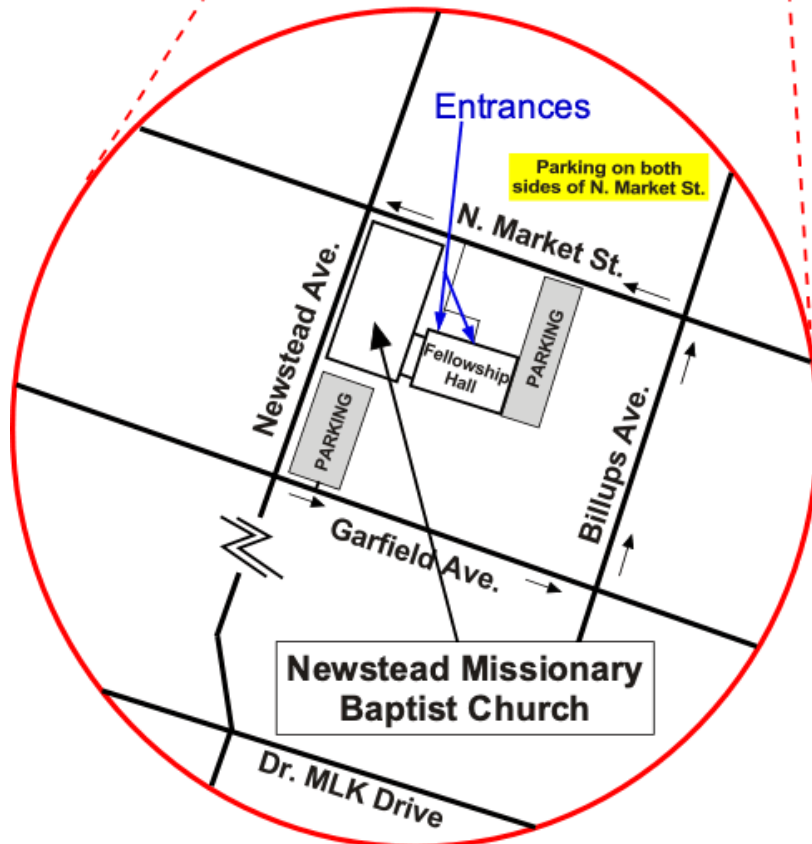 Entrances
Parking on both
sides of N. Market St.
N. Market St.
Newstead Ave.
Fellowship
Hall
PARKING
PARKING
Billups Ave.
Garfield Ave.
Newstead Missionary
Baptist Church
Dr. MLK Drive